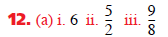 12. (a) i. 6 ii. 5/2 iii. 9/8